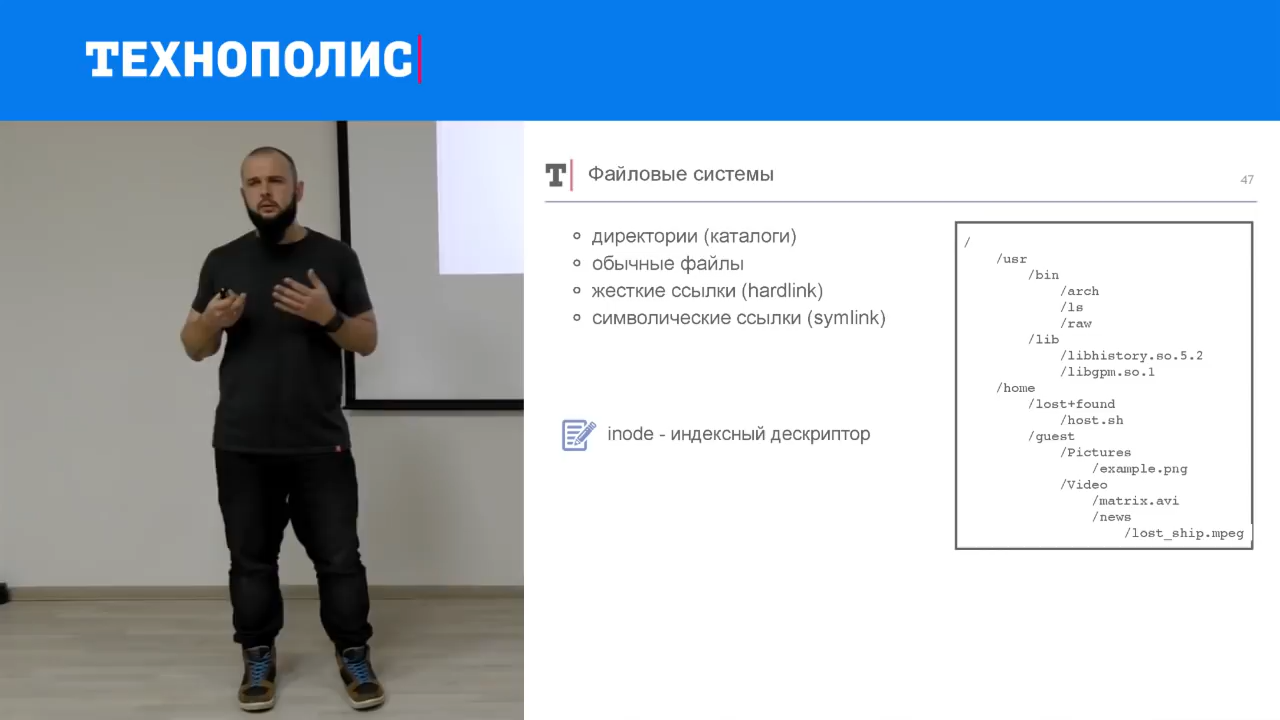 ТЕХНОПОЛИС
T
Файловые системы
47
директории (каталоги)
обычные файлы
жесткие ссылки (hardlink)
символические ссылки (symlink)
inode - индексный дескриптор
/
/usr
/bin
/arch
/ls
/raw
/lib
/libhistory.so.5.2
/libgpm.so.1
/home
/lost+found
/host.sh
/guest
/Pictures
/example.png
/Video
/matrix.avi
/news
/lost_ship.mpeg